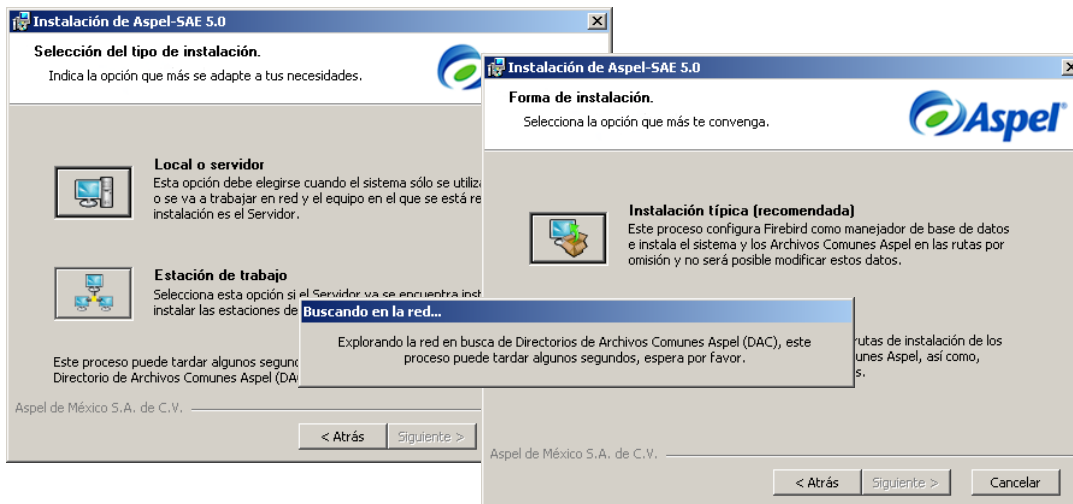 Instalación de Aspel-SAE 5.0
Selección del tipo de instalación.
Indica la opción que más se adapte a tus necesidades.
Local o servidor
Esta opción debe elegirse cuando el sistema sólo se
o se va a trabajar en red y el equipo en el que se está
instalación es el Servidor.
Estación de trabajo
Selecciona esta opción si el Servidor ya se encuentra
instalar las estaciones de
Este proceso puede tardar algunos
Directorio de Archivos Comunes Aspel
Aspel de México S.A. de C.V.
< Atrás
Siguiente >
Instalación de Aspel-SAE 5.0
Forma de instalación.
Selecciona la opción que más te convenga.
Aspel
Instalación típica (recomendada)
Este proceso configura Firebird como manejador de base de datos
e instala el sistema y los Archivos Comunes Aspel en las rutas por
omisión y no será posible modificar estos datos.
rutas de instalación de los
Aspel, así como,
Aspel de México S.A. de C.V.
< Atrás
Siguiente >
Cancelar
Buscando en la red...
Explorando la red en busca de Directorios de Archivos Comunes Aspel (DAC), este
proceso puede tardar algunos segundos, espera por favor.